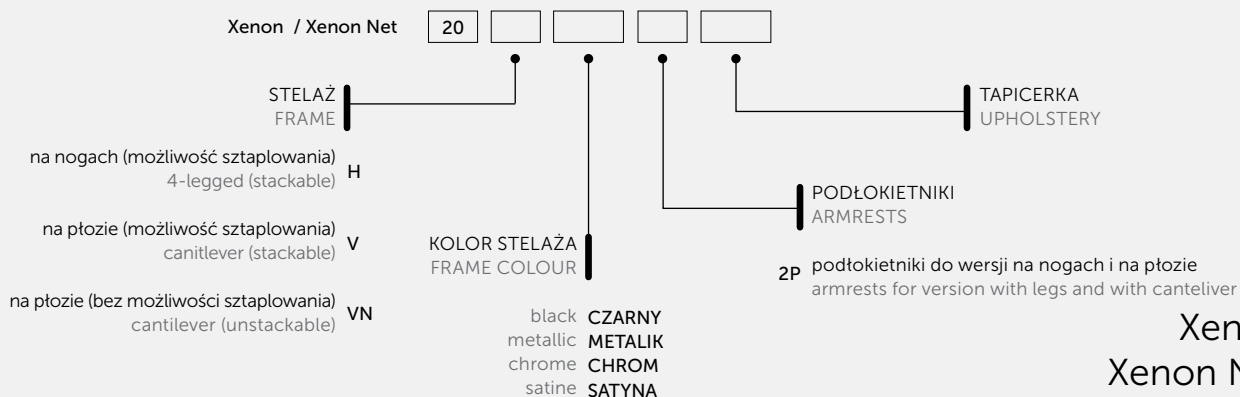 Xenon / Xenon Net 20
STELAŻ
FRAME
na nogach (możliwość sztaplowania) H
4-legged (stackable)
na płozie (możliwość sztaplowania) V
canitlever (stackable)
na płozie (bez możliwości sztaplowania) VN
cantilever (unstackable)
KOLOR STELAŻA
FRAME COLOUR
black CZARNY
metallic METALIK
chrome CHROM
satine SATYNA
PODŁOKIETNIKI
ARMRESTS
2P podłokietniki do wersji na nogach i na płozie
armrests for version with legs and with canteliver
TAPICERKA
UPHOLSTERY
Xen
Xenon N